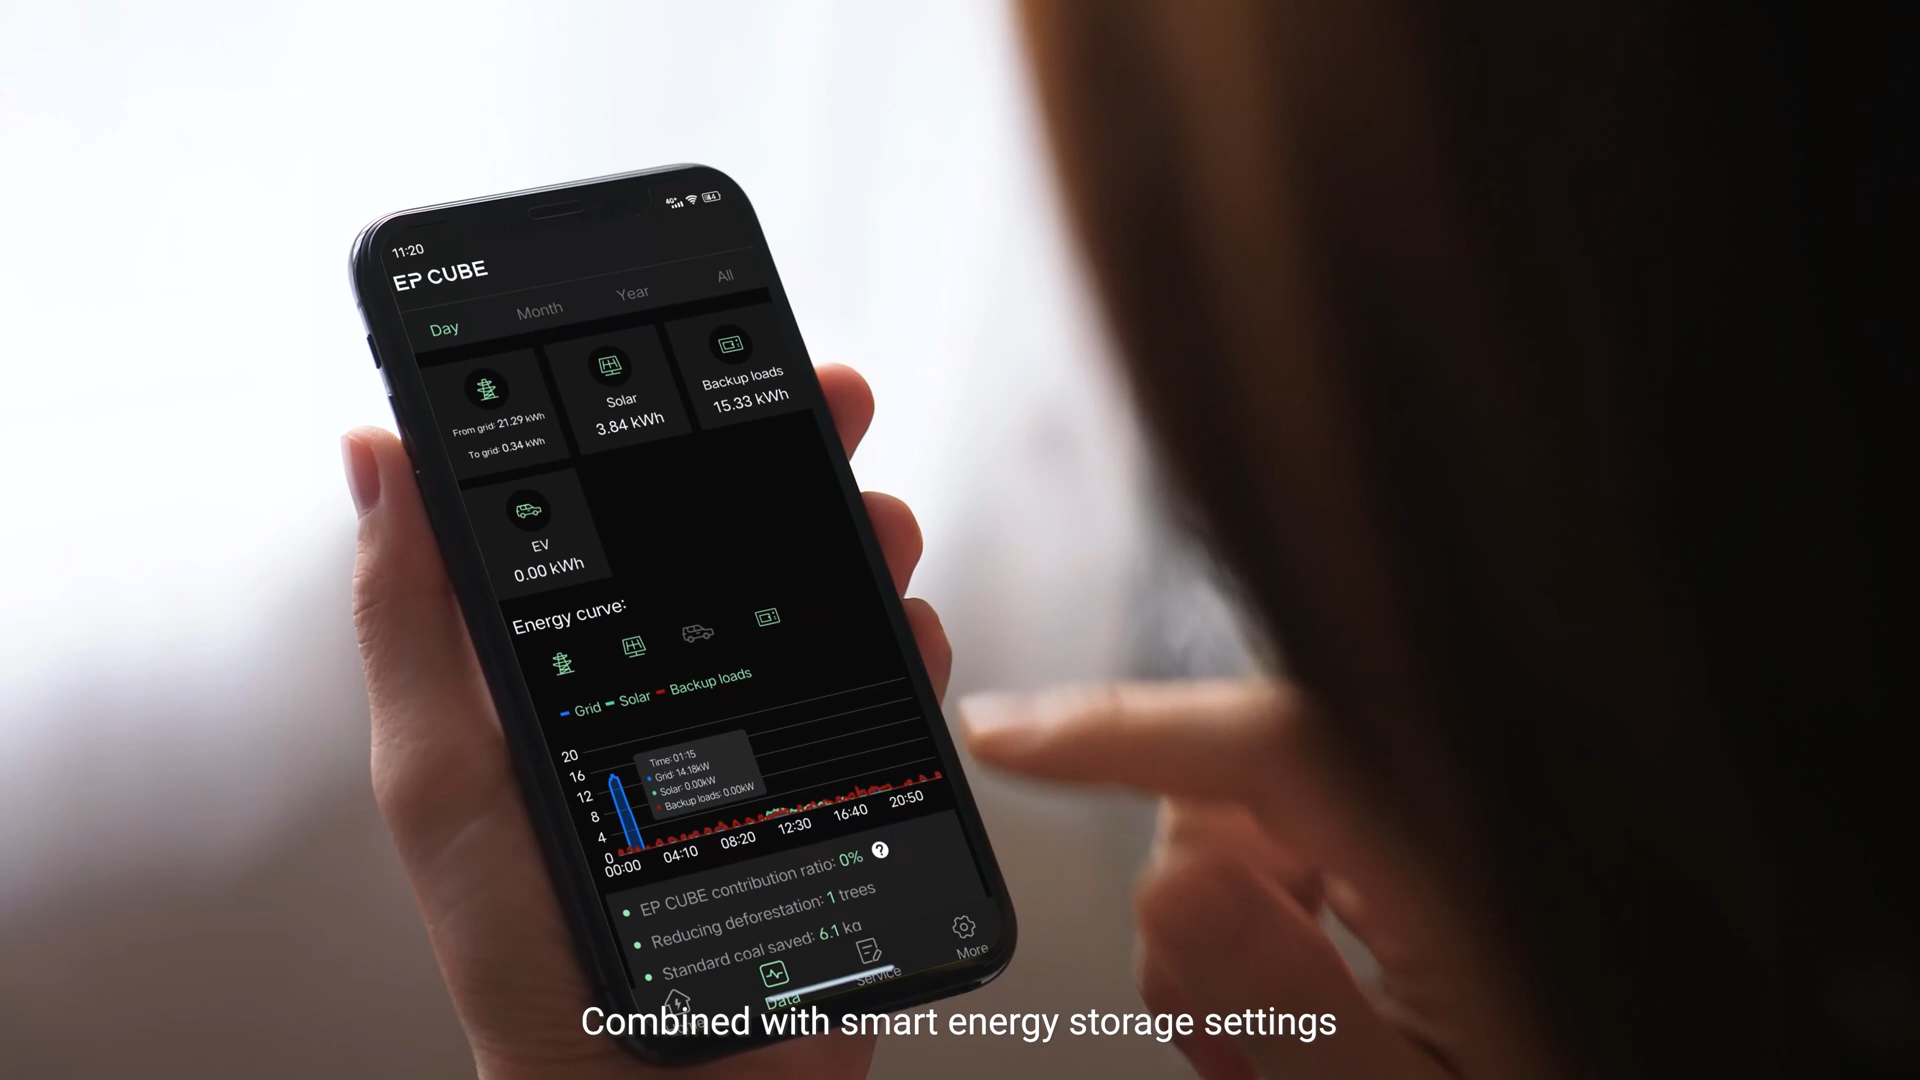 4G+ 44
11:20
EP CUBE
Day Month Year All
From grid: 21.29 kWh
To grid: 0.34 kWh
Solar
3.84 kWh
Backup loads
15.33 kWh
EV
0.00 kWh
Energy curve:
Grid Solar Backup loads
20
16
12
8
4
0
Time: 01:15
Grid: 14.18kW
Solar: 0.00kW
Backup loads: 0.00kW
00:00 04:10 08:20 12:30 16:40 20:50
EP CUBE contribution ratio: 0% ?
Reducing deforestation: 1 trees
Standard coal saved: 6.1 kg
Data Service More
Combined with smart energy storage settings